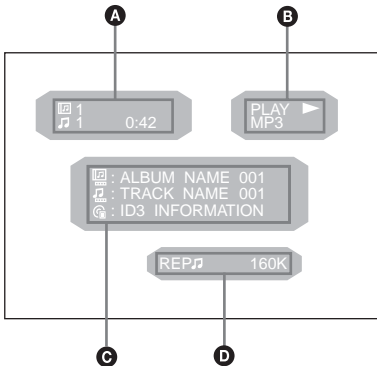 A B
1
1 0:42
PLAY
MP3
: ALBUM NAME 001
: TRACK NAME 001
: ID3 INFORMATION
REP 160K
C D